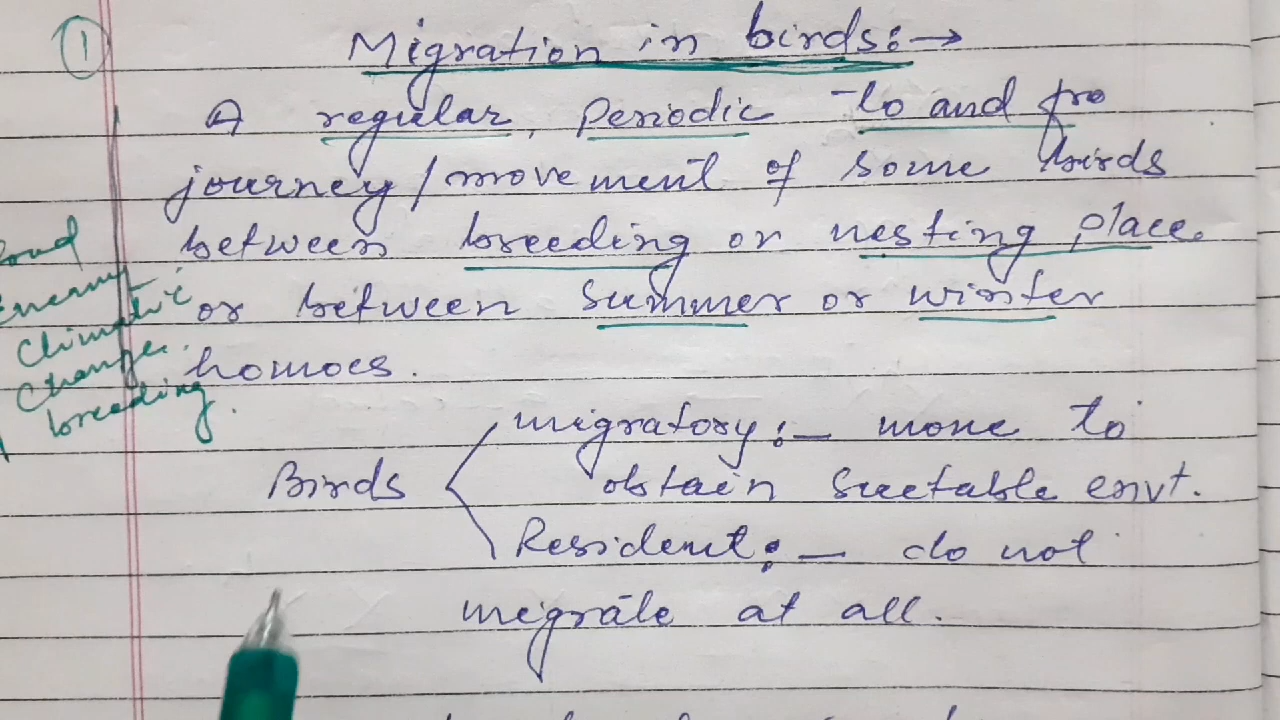 ①
Migration in birds:→
A regular, Periodic to and fro
journey/movement of some birds
between breeding or nesting place.
or between Summer or winter
homoes.
Climatic
Change.
breeding.
Birds
migratory:— move to
obtain Suetable envt.
Resident:— do not
migrate at all.